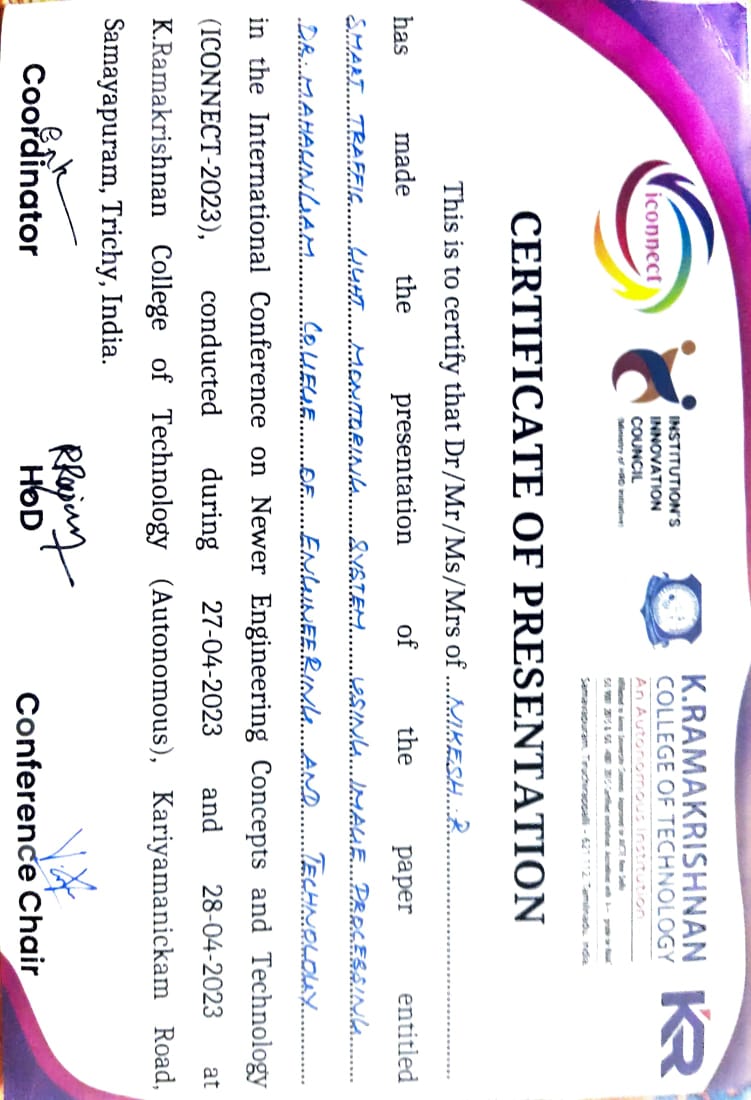 iconnect
INSTITUTION'S
INNOVATION
COUNCIL
(Ministry of HRD Initiative)
K.RAMAKRISHNAN
COLLEGE OF TECHNOLOGY
An Autonomous Institution
Samayapuram, Tiruchirappalli - 621 112, Tamilnadu, India.
KR
CERTIFICATE OF PRESENTATION
This is to certify that Dr/Mr/Ms/Mrs of ...NIKESH . R...
has made the presentation of the paper entitled
SMART TRAFFIC LIGHT MONITORING SYSTEM USING IMAGE PROCESSING
DR. MAHALINGAM COLLEGE OF ENGINEERING AND TECHNOLOGY
in the International Conference on Newer Engineering Concepts and Technology
(ICONNECT-2023), conducted during 27-04-2023 and 28-04-2023 at
K.Ramakrishnan College of Technology (Autonomous), Kariyamanickam Road,
Samayapuram, Trichy, India.
Coordinator HoD Conference Chair